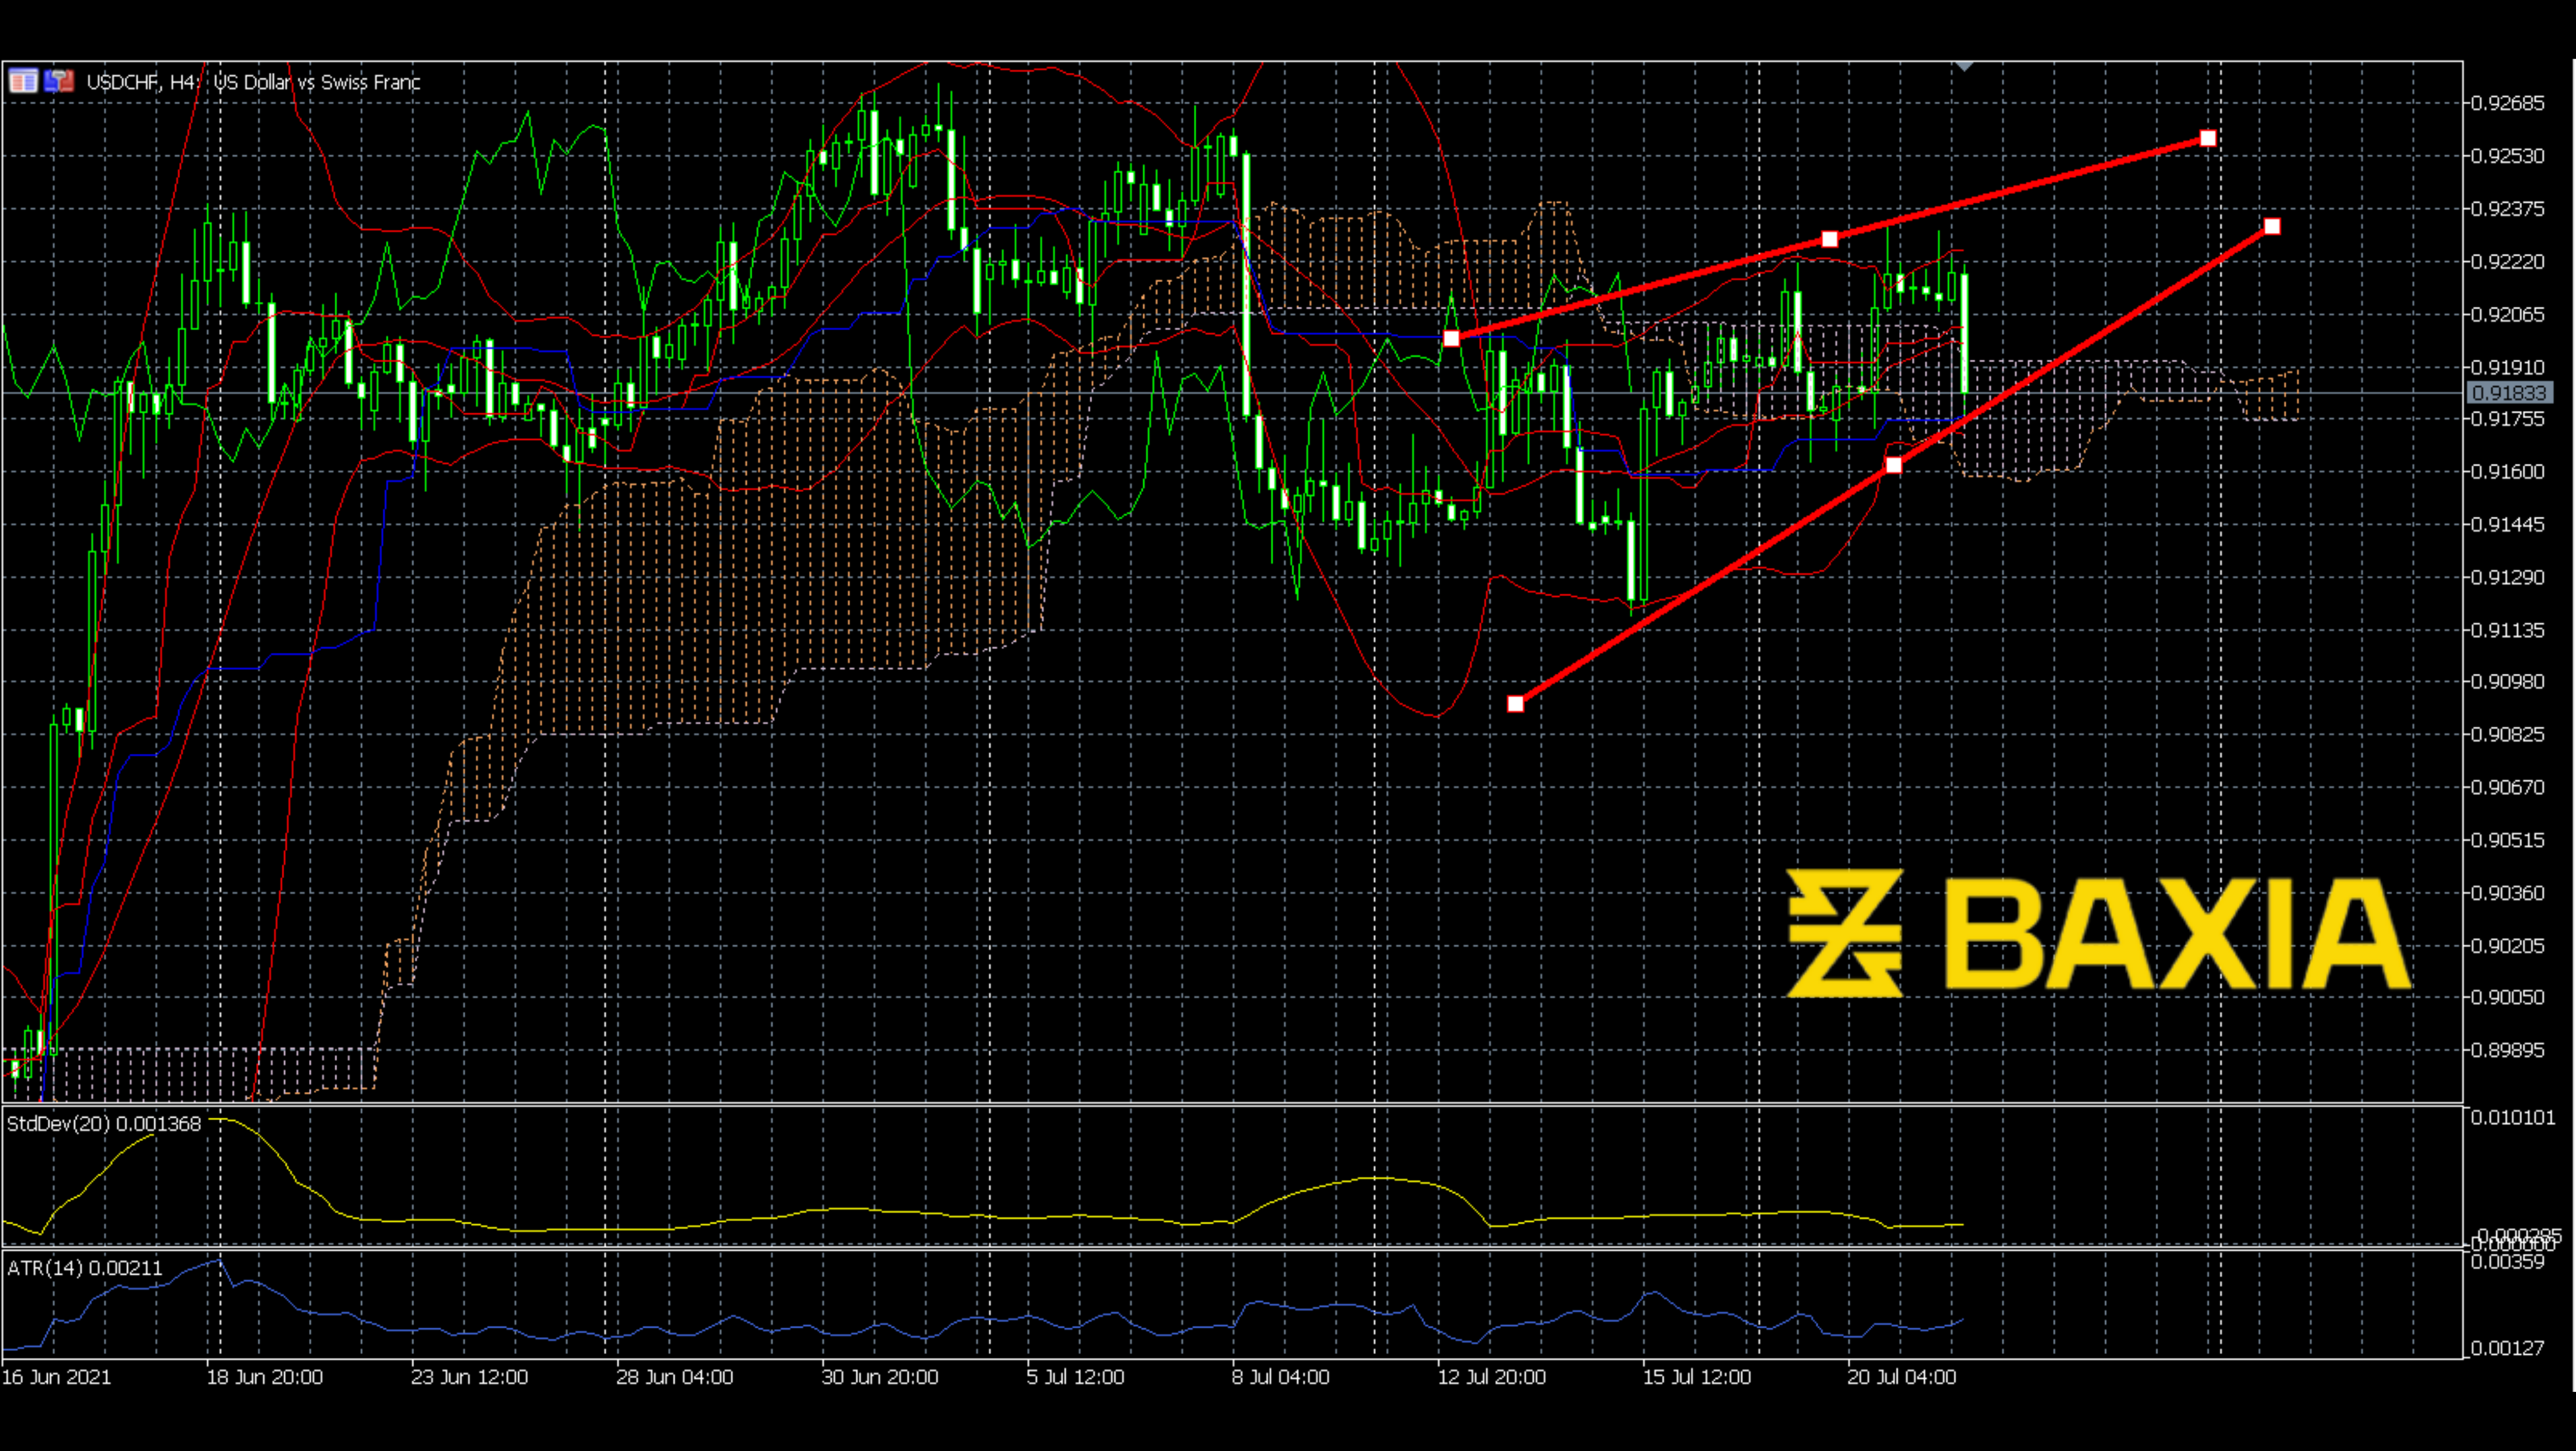 USDCHF, H4: US Dollar vs Swiss Franc
0.92685
0.92530
0.92375
0.92220
0.92065
0.91910
0.91833
0.91755
0.91600
0.91445
0.91290
0.91135
0.90980
0.90825
0.90670
0.90515
0.90360
0.90205
0.90050
0.89895
BAXIA
StdDev(20) 0.001368
0.010101
ATR(14) 0.00211
0.00359
0.00127
16 Jun 2021
18 Jun 20:00
23 Jun 12:00
28 Jun 04:00
30 Jun 20:00
5 Jul 12:00
8 Jul 04:00
12 Jul 20:00
15 Jul 12:00
20 Jul 04:00